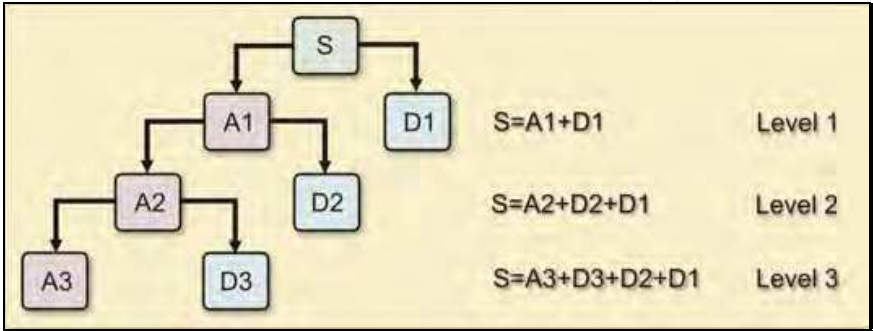 S
A1 D1 S=A1+D1 Level 1
A2 D2 S=A2+D2+D1 Level 2
A3 D3 S=A3+D3+D2+D1 Level 3